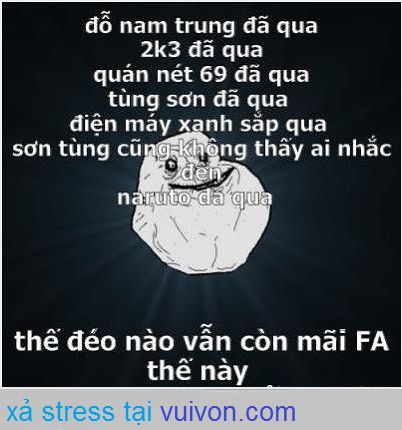 đỗ nam trung đã qua
2k3 đã qua
quán nét 69 đã qua
tùng sơn đã qua
điện máy xanh sắp qua
sơn tùng cũng không thấy ai nhắc
đến
naruto đã qua
thế đéo nào vẫn còn mãi FA
thế này
xả stress tại vuivon.com